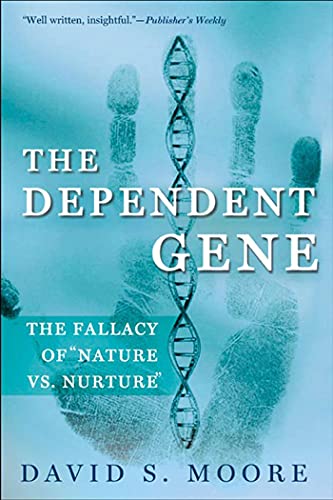 "Well written, insightful."—Publisher's Weekly
THE
DEPENDENT
GENE
THE FALLACY
OF "NATURE
VS. NURTURE"
DAVID S. MOORE